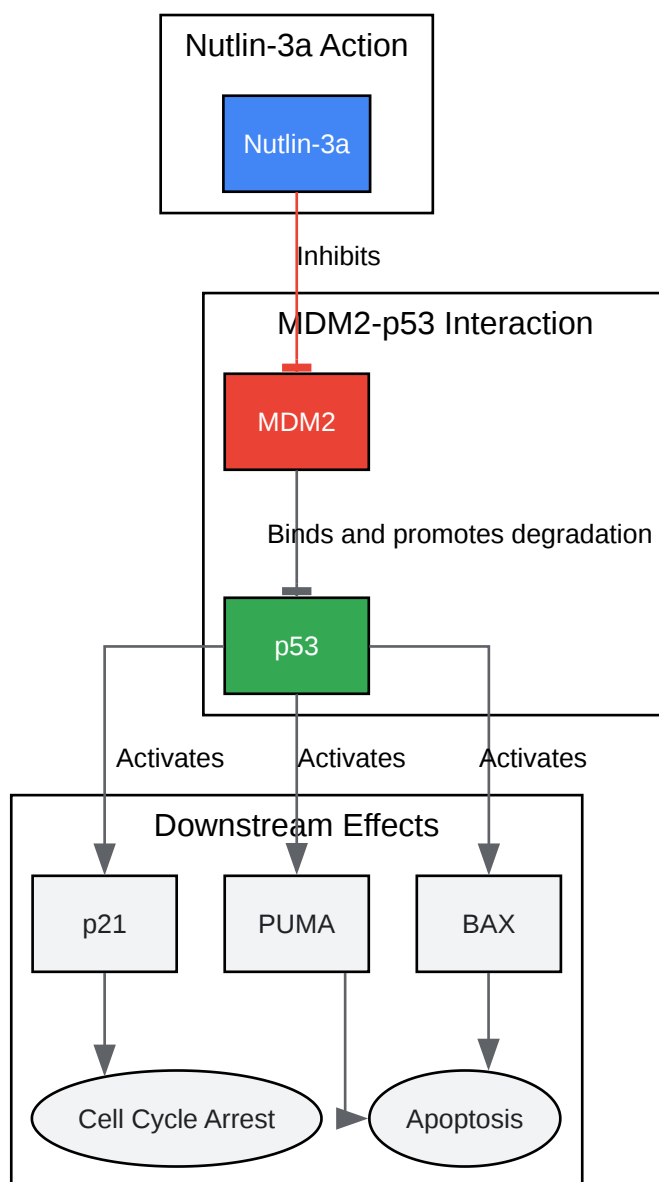 Nutlin-3a Action
Nutlin-3a
Inhibits
MDM2-p53 Interaction
MDM2
Binds and promotes degradation
p53
Activates
Activates
Activates
Downstream Effects
p21
PUMA
BAX
Cell Cycle Arrest
Apoptosis